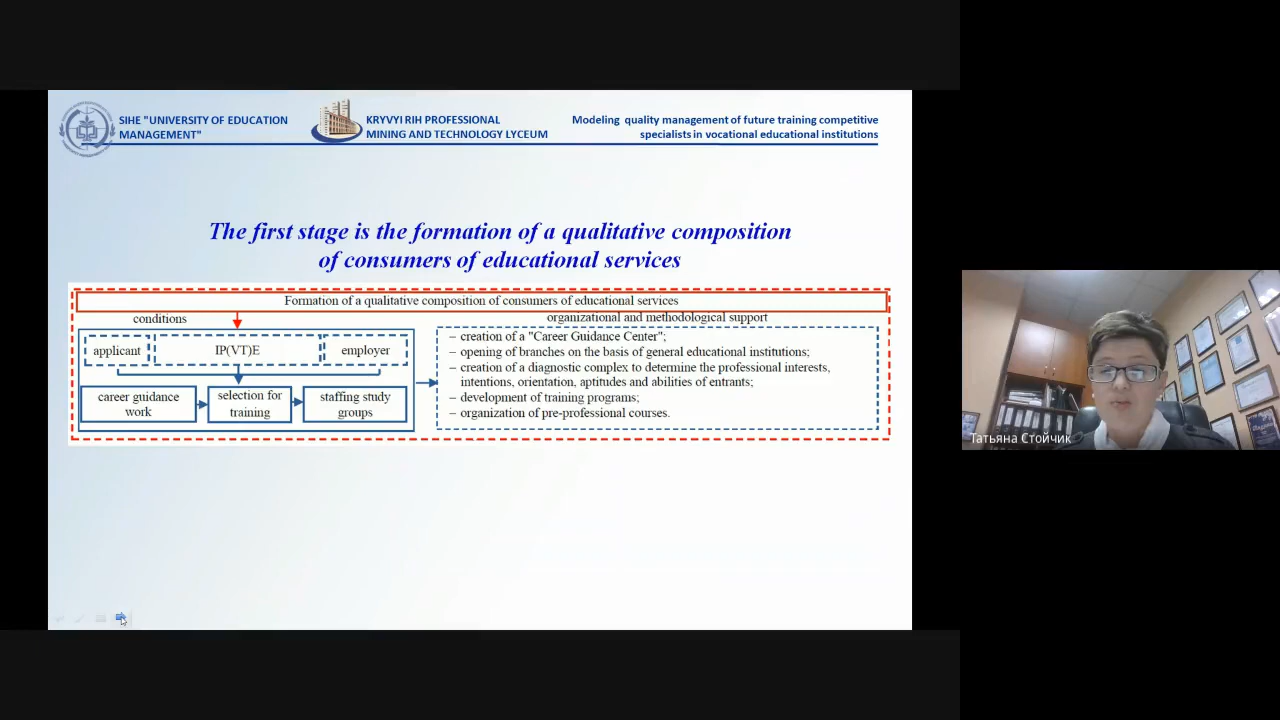 SIHE "UNIVERSITY OF EDUCATION
MANAGEMENT"
KRYVYI RIH PROFESSIONAL
MINING AND TECHNOLOGY LYCEUM
Modeling quality management of future training competitive
specialists in vocational educational institutions
The first stage is the formation of a qualitative composition
of consumers of educational services
Formation of a qualitative composition of consumers of educational services
conditions
organizational and methodological support
applicant
IP(VT)E
employer
career guidance
work
selection for
training
staffing study
groups
– creation of a "Career Guidance Center";
– opening of branches on the basis of general educational institutions;
– creation of a diagnostic complex to determine the professional interests,
intentions, orientation, aptitudes and abilities of entrants;
– development of training programs;
– organization of pre-professional courses.
Татьяна Стойчик